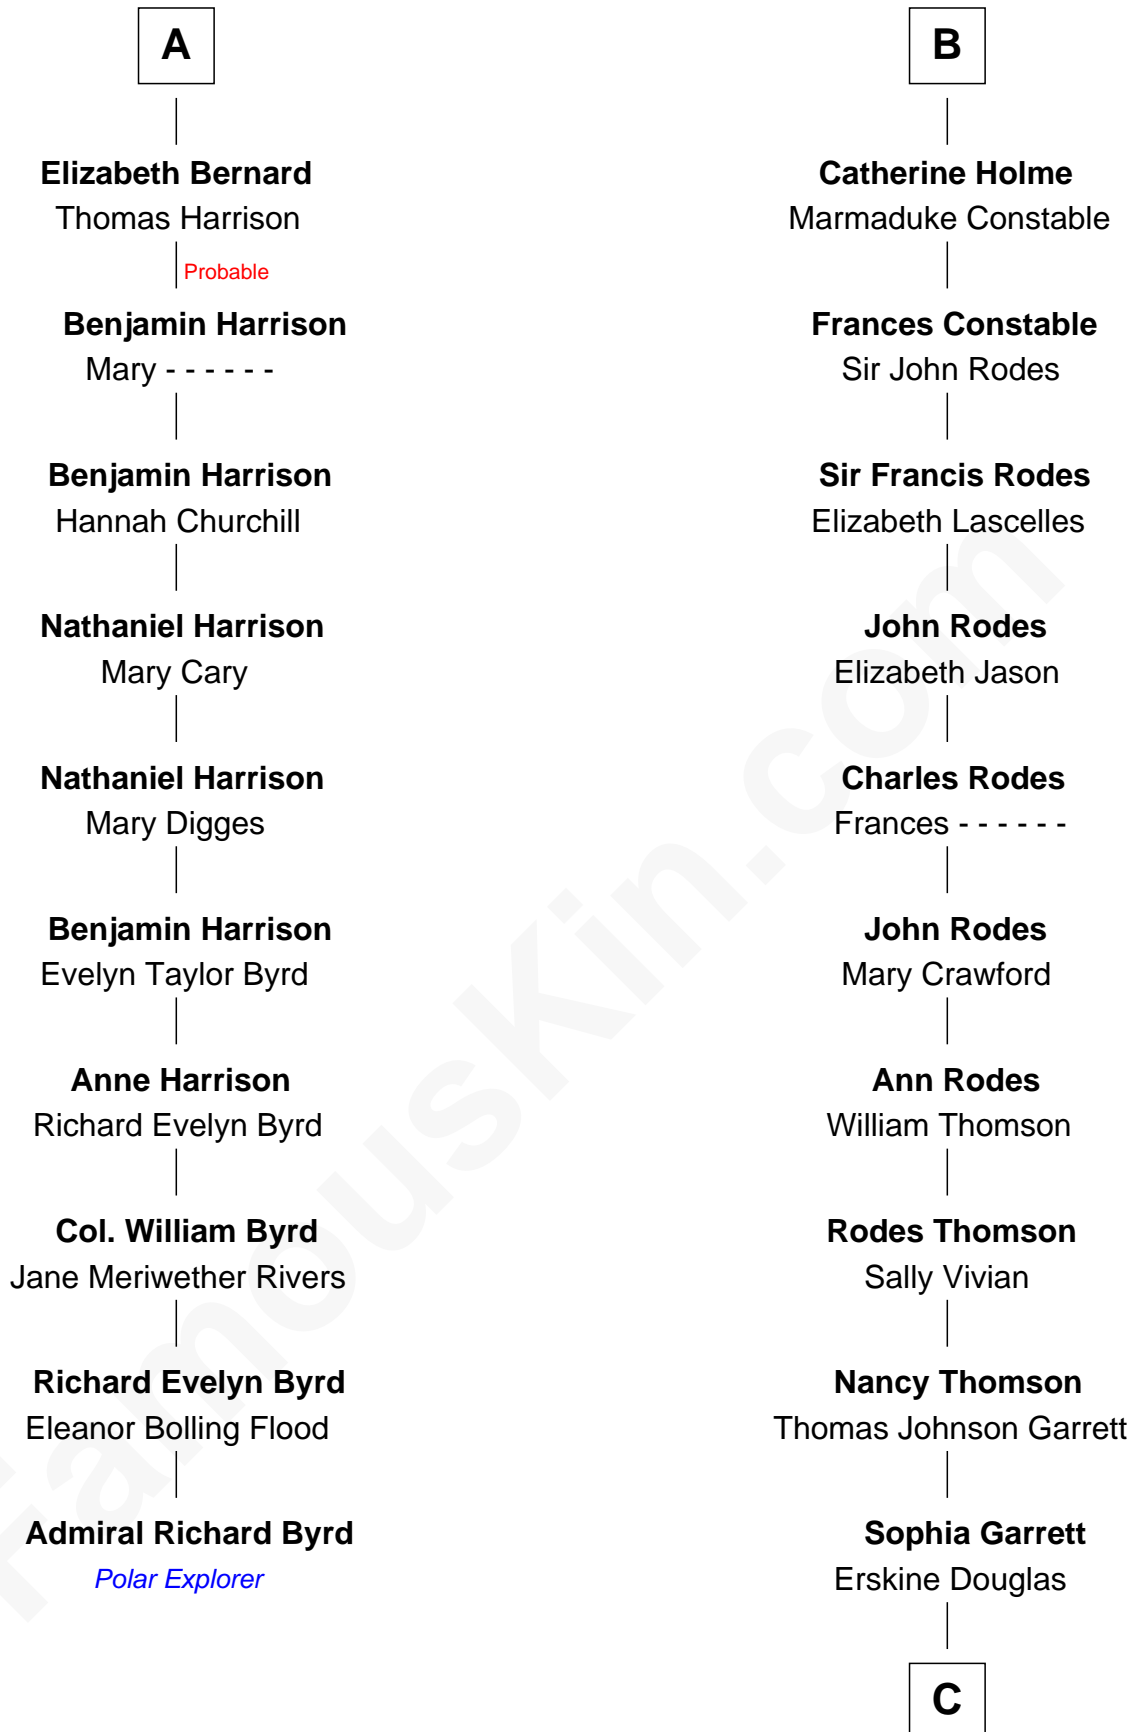 A
Elizabeth Bernard
Thomas Harrison
Probable
Benjamin Harrison
Mary - - - - - -
Benjamin Harrison
Hannah Churchill
Nathaniel Harrison
Mary Cary
Nathaniel Harrison
Mary Digges
Benjamin Harrison
Evelyn Taylor Byrd
Anne Harrison
Richard Evelyn Byrd
Col. William Byrd
Jane Meriwether Rivers
Richard Evelyn Byrd
Eleanor Bolling Flood
Admiral Richard Byrd
Polar Explorer
B
Catherine Holme
Marmaduke Constable
Frances Constable
Sir John Rodes
Sir Francis Rodes
Elizabeth Lascelles
John Rodes
Elizabeth Jason
Charles Rodes
Frances - - - - - -
John Rodes
Mary Crawford
Ann Rodes
William Thomson
Rodes Thomson
Sally Vivian
Nancy Thomson
Thomas Johnson Garrett
Sophia Garrett
Erskine Douglas
C
FamousKin.com